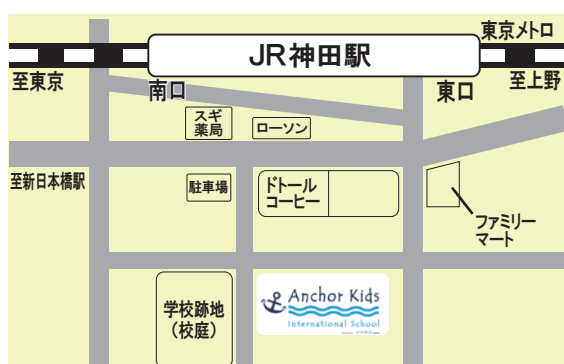 東京メトロ
JR神田駅
至東京
至上野
南口
東口
スギ
薬局
ローソン
至新日本橋駅
駐車場
ドトール
コーヒー
ファミリー
マート
学校跡地
（校庭）
Anchor Kids
International School